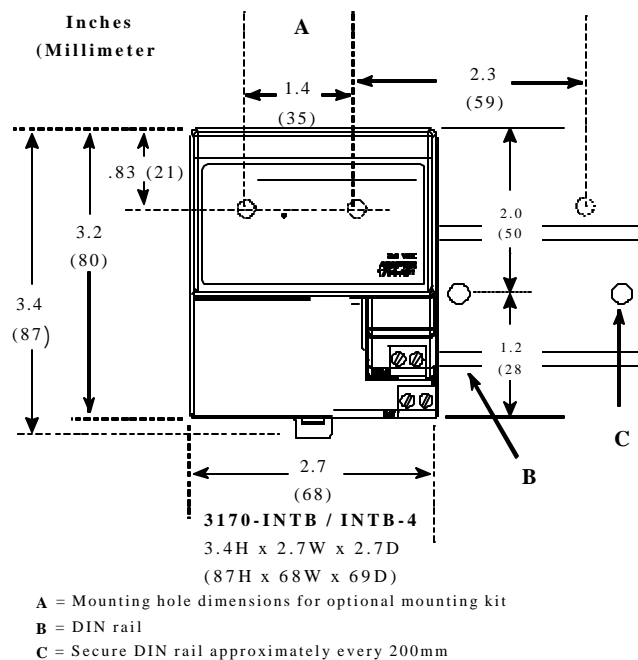 Inches
(Millimeter
A
1.4
(35)
2.3
(59)
.83 (21)
3.2
(80)
3.4
(87)
2.0
(50
1.2
(28
C
B
2.7
(68)
3170-INTB / INTB-4
3.4H x 2.7W x 2.7D
(87H x 68W x 69D)
A = Mounting hole dimensions for optional mounting kit
B = DIN rail
C = Secure DIN rail approximately every 200mm